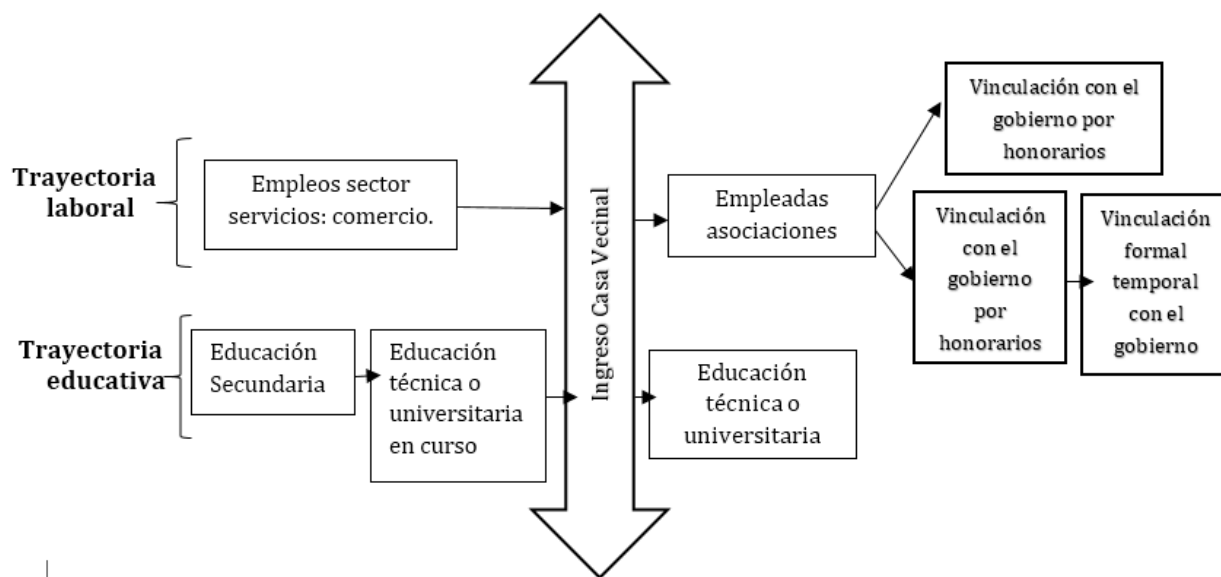 Trayectoria
laboral
Empleos sector
servicios: comercio.
Trayectoria
educativa
Educación
Secundaria
Educación
técnica o
universitaria
en curso
Ingreso Casa Vecinal
Empleadas
asociaciones
Educación
técnica o
universitaria
Vinculación con el
gobierno por
honorarios
Vinculación
con el
gobierno
por
honorarios
Vinculación
formal
temporal
con el
gobierno